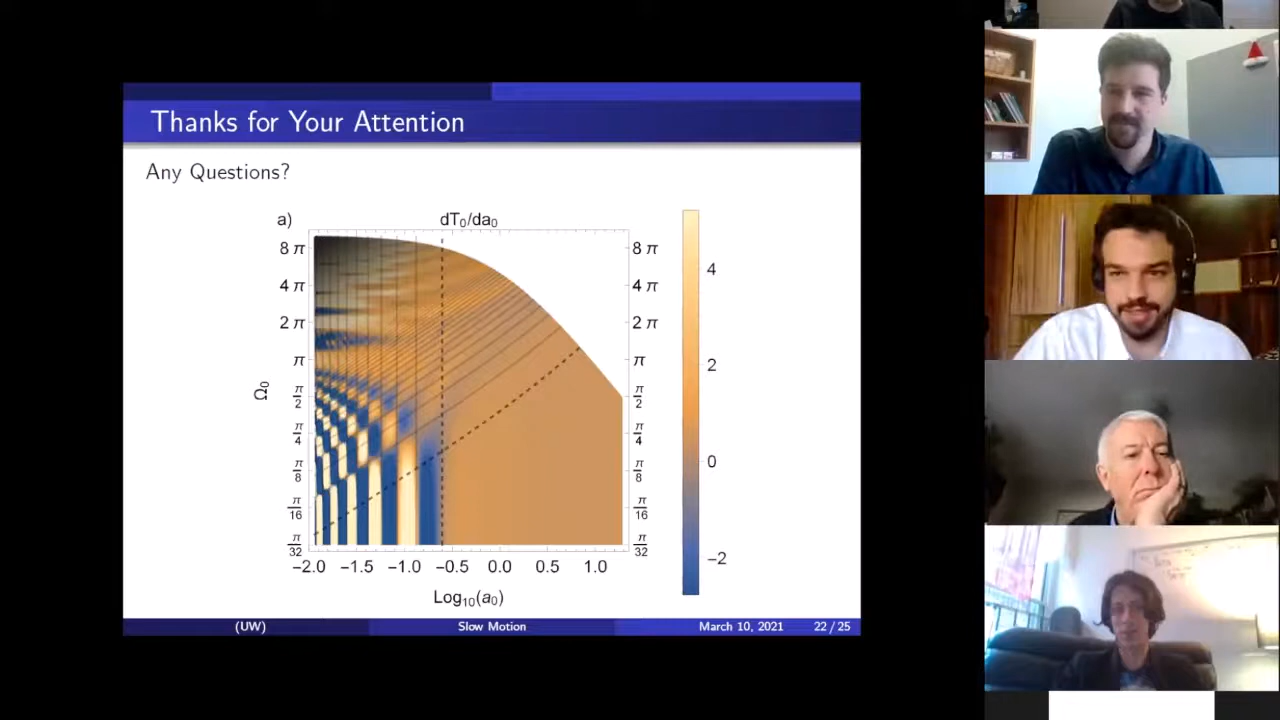 Thanks for Your Attention
Any Questions?
a)
dT₀/da₀
8 π
4 π
2 π
π
π/2
π/4
π/8
π/16
π/32
8 π
4 π
2 π
π
π/2
π/4
π/8
π/16
π/32
Ω₀
−2.0 −1.5 −1.0 −0.5 0.0 0.5 1.0
Log₁₀(a₀)
4
2
0
−2
(UW) Slow Motion March 10, 2021 22 / 25